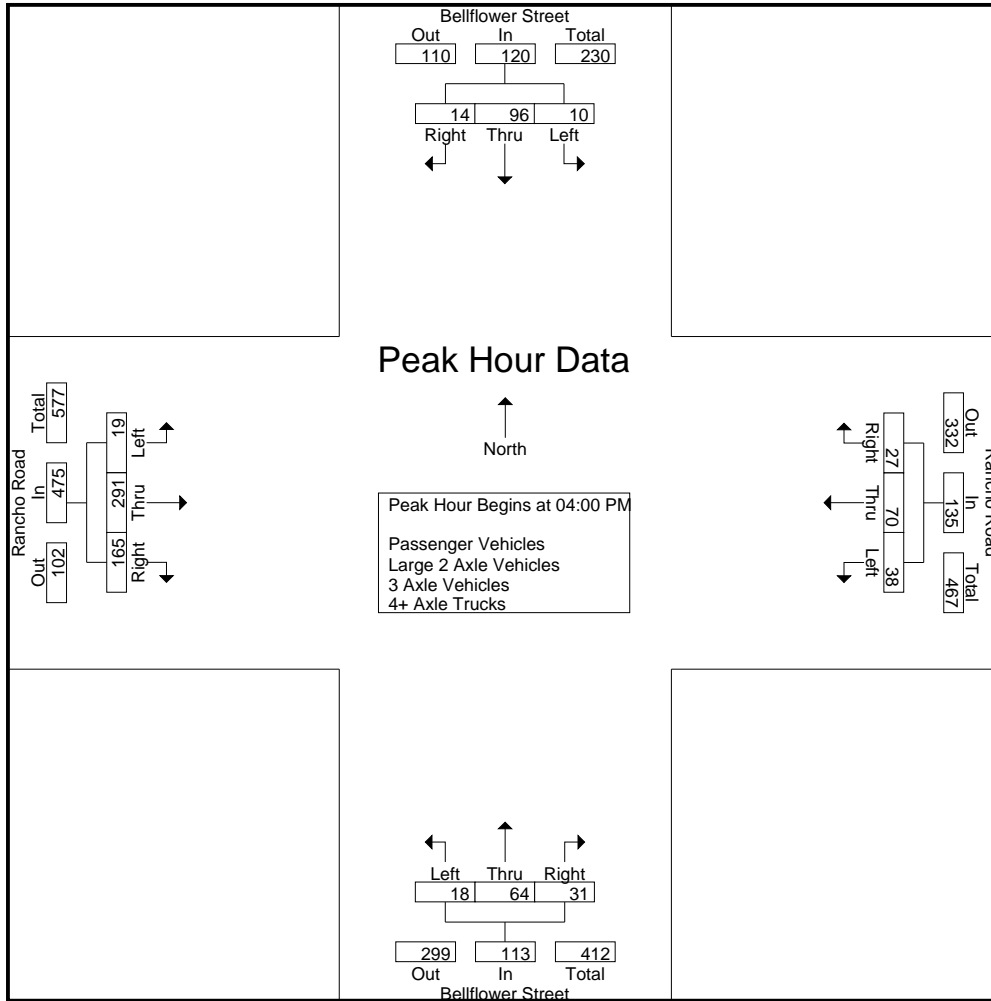 Bellflower Street
Out In Total
110 120 230
14 96 10
Right Thru Left
Peak Hour Data
North
Peak Hour Begins at 04:00 PM
Passenger Vehicles
Large 2 Axle Vehicles
3 Axle Vehicles
4+ Axle Trucks
Rancho Road
Out In Total
102 475 577
19 291 165
Left Thru Right
Rancho Road
Out In Total
332 135 467
27 70 38
Right Thru Left
Left Thru Right
18 64 31
299 113 412
Out In Total
Bellflower Street